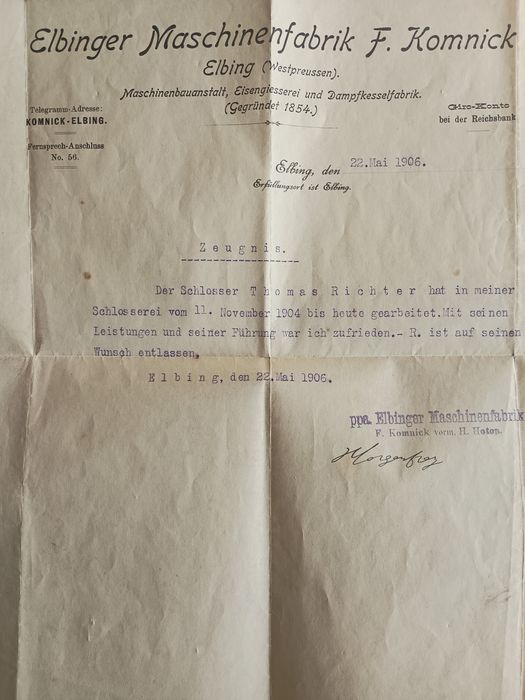 Elbinger Maschinenfabrik F. Komnick
Elbing (Westpreussen).
Maschinenbauanstalt, Eisengiesserei und Dampfkesselfabrik.
(Gegründet 1854.)
Telegramm-Adresse:
KOMNICK-ELBING.
Fernsprech-Anschluss
No. 56.
Giro-Konto
bei der Reichsbank
Elbing, den 22.Mai 1906.
Erfüllungsort ist Elbing.
Zeugnis.
Der Schlosser Thomas Richter hat in meiner
Schlosserei vom 11. November 1904 bis heute gearbeitet.Mit seinen
Leistungen und seiner Führung war ich zufrieden.- R. ist auf seinen
Wunsch entlassen.
Elbing, den 22.Mai 1906.
ppa. Elbinger Maschinenfabrik
F. Komnick vorm. H. Hotop.